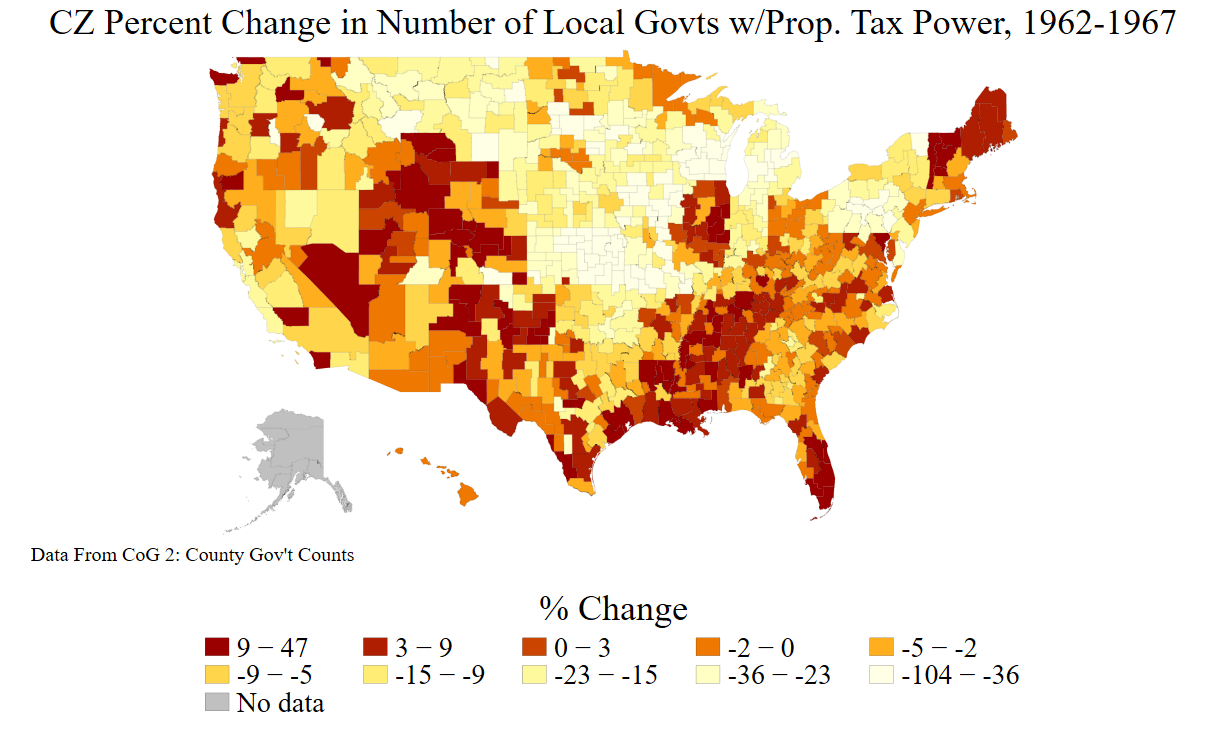 CZ Percent Change in Number of Local Govts w/Prop. Tax Power, 1962-1967
Data From CoG 2: County Gov't Counts
% Change
9 − 47 3 − 9 0 − 3 -2 − 0 -5 − -2
-9 − -5 -15 − -9 -23 − -15 -36 − -23 -104 − -36
No data